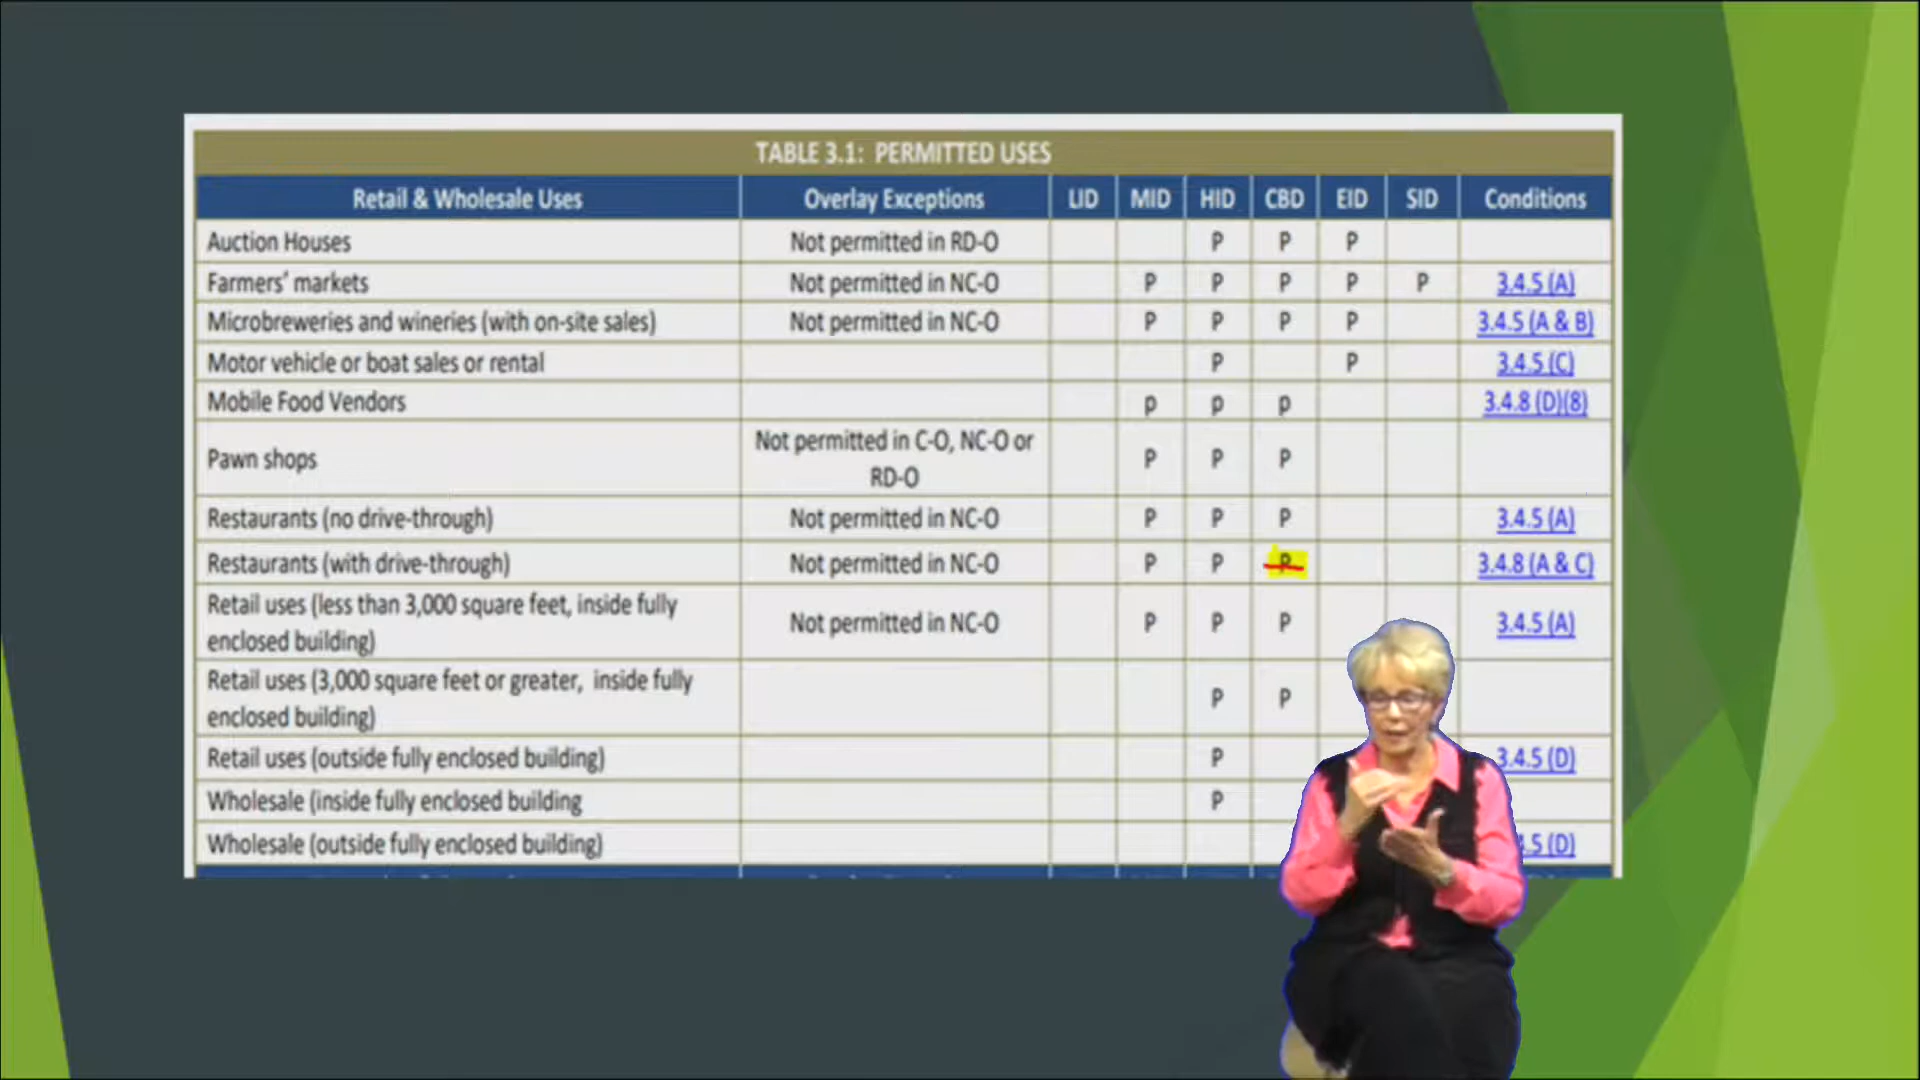 TABLE 3.1: PERMITTED USES
Retail & Wholesale Uses Overlay Exceptions LID MID HID CBD EID SID Conditions
Auction Houses Not permitted in RD-O P P P
Farmers' markets Not permitted in NC-O P P P P P 3.4.5 (A)
Microbreweries and wineries (with on-site sales) Not permitted in NC-O P P P P 3.4.5 (A & B)
Motor vehicle or boat sales or rental P P 3.4.5 (C)
Mobile Food Vendors p p p 3.4.8 (D)(8)
Pawn shops Not permitted in C-O, NC-O or
RD-O P P P
Restaurants (no drive-through) Not permitted in NC-O P P P 3.4.5 (A)
Restaurants (with drive-through) Not permitted in NC-O P P P 3.4.8 (A & C)
Retail uses (less than 3,000 square feet, inside fully
enclosed building) Not permitted in NC-O P P P 3.4.5 (A)
Retail uses (3,000 square feet or greater, inside fully
enclosed building) P P
Retail uses (outside fully enclosed building) P 3.4.5 (D)
Wholesale (inside fully enclosed building P
Wholesale (outside fully enclosed building) .5 (D)